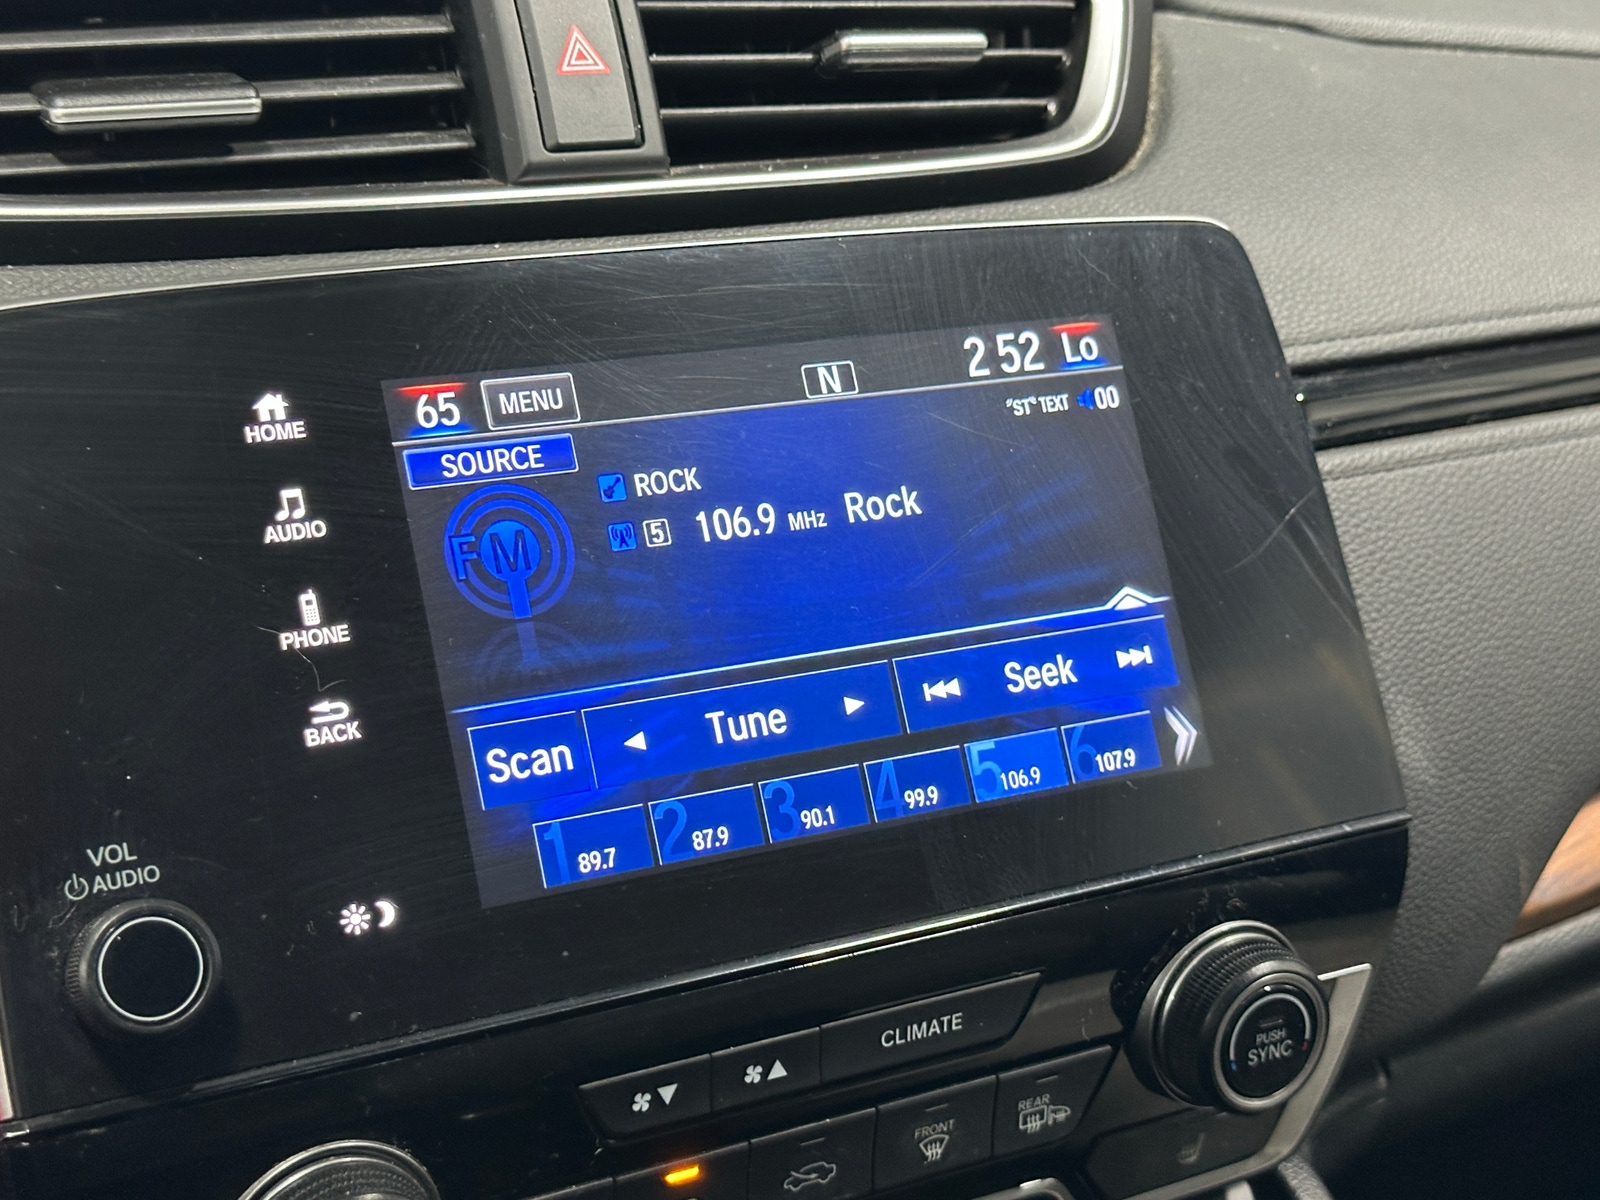 65 MENU N 2 52 Lo
"ST" TEXT 00
SOURCE
FM
ROCK
5 106.9 MHz Rock
Scan Tune Seek
1 89.7 2 87.9 3 90.1 4 99.9 5 106.9 6 107.9
HOME
AUDIO
PHONE
BACK
VOL
AUDIO
CLIMATE
PUSH
SYNC
FRONT
REAR